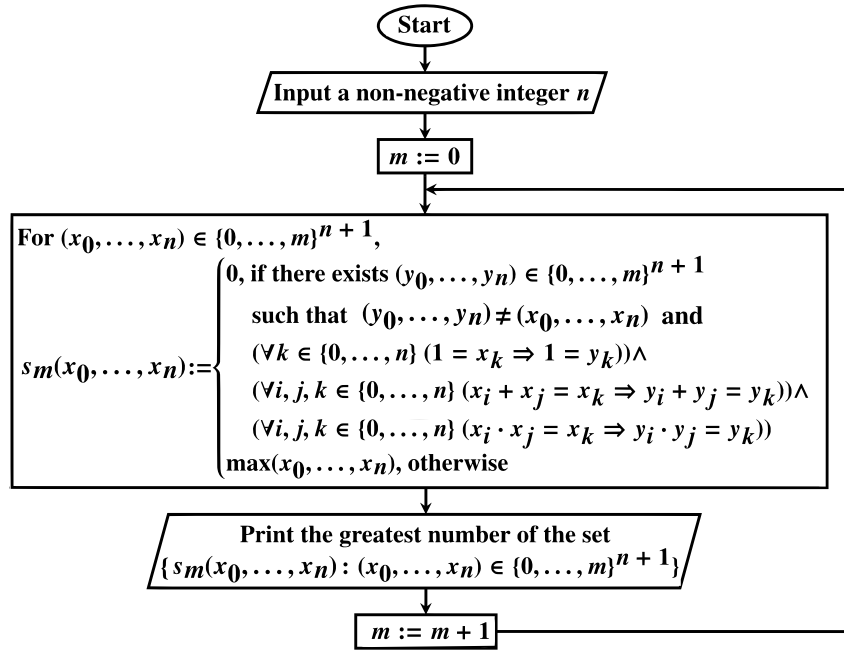 Start
Input a non-negative integer n
m := 0
For (x₀, . . . , xₙ) ∈ {0, . . . , m}ⁿ ⁺ ¹,
0, if there exists (y₀, . . . , yₙ) ∈ {0, . . . , m}ⁿ ⁺ ¹
such that (y₀, . . . , yₙ) ≠ (x₀, . . . , xₙ) and
(∀k ∈ {0, . . . , n} (1 = xₖ ⇒ 1 = yₖ))∧
sₘ(x₀, . . . , xₙ):=
(∀i, j, k ∈ {0, . . . , n} (xᵢ + xⱼ = xₖ ⇒ yᵢ + yⱼ = yₖ))∧
(∀i, j, k ∈ {0, . . . , n} (xᵢ · xⱼ = xₖ ⇒ yᵢ · yⱼ = yₖ))
max(x₀, . . . , xₙ), otherwise
Print the greatest number of the set
{sₘ(x₀, . . . , xₙ) : (x₀, . . . , xₙ) ∈ {0, . . . , m}ⁿ ⁺ ¹}
m := m + 1